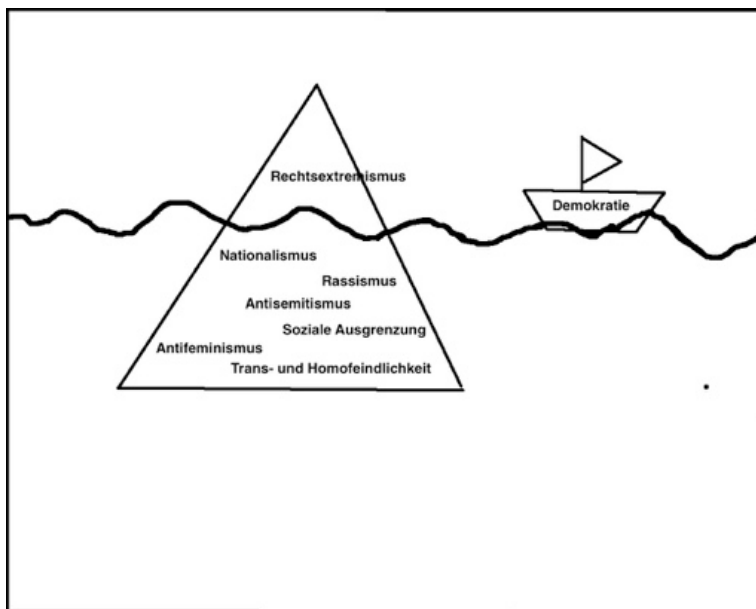 Rechtsextremismus
Demokratie
Nationalismus
Rassismus
Antisemitismus
Soziale Ausgrenzung
Antifeminismus
Trans- und Homofeindlichkeit